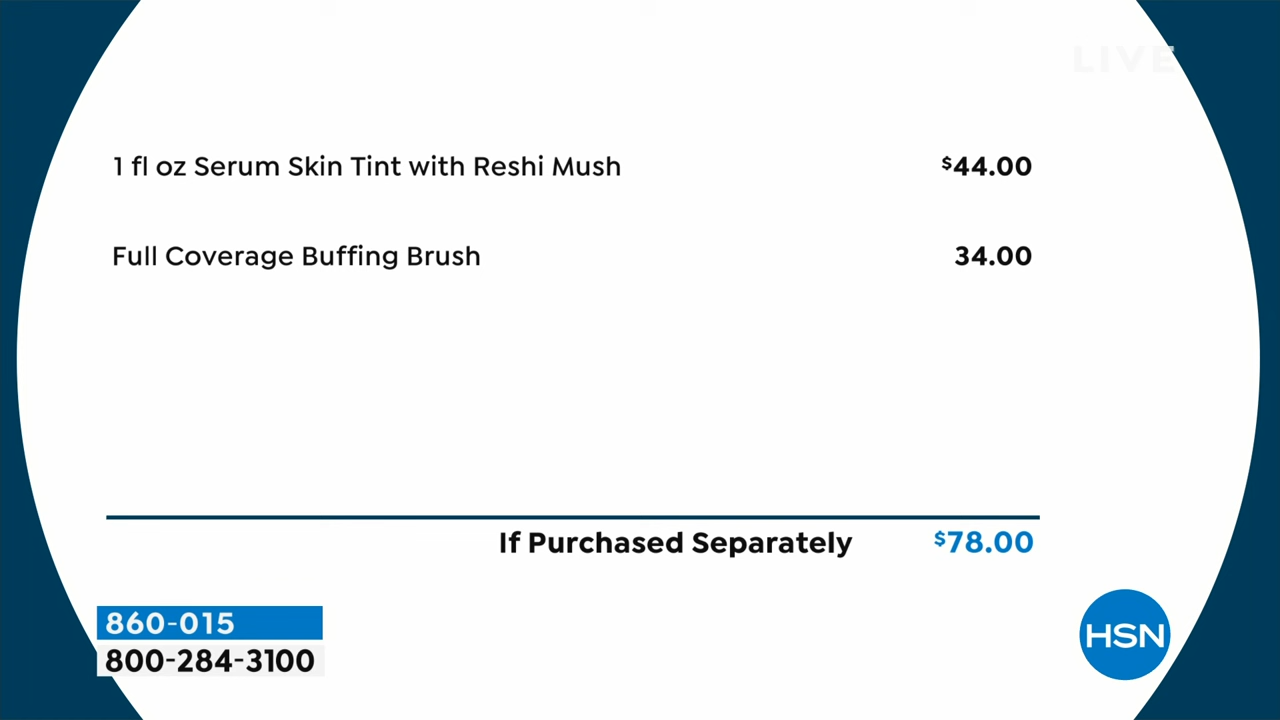 LIVE
1 fl oz Serum Skin Tint with Reshi Mush $44.00
Full Coverage Buffing Brush 34.00
If Purchased Separately $78.00
860-015
800-284-3100
HSN